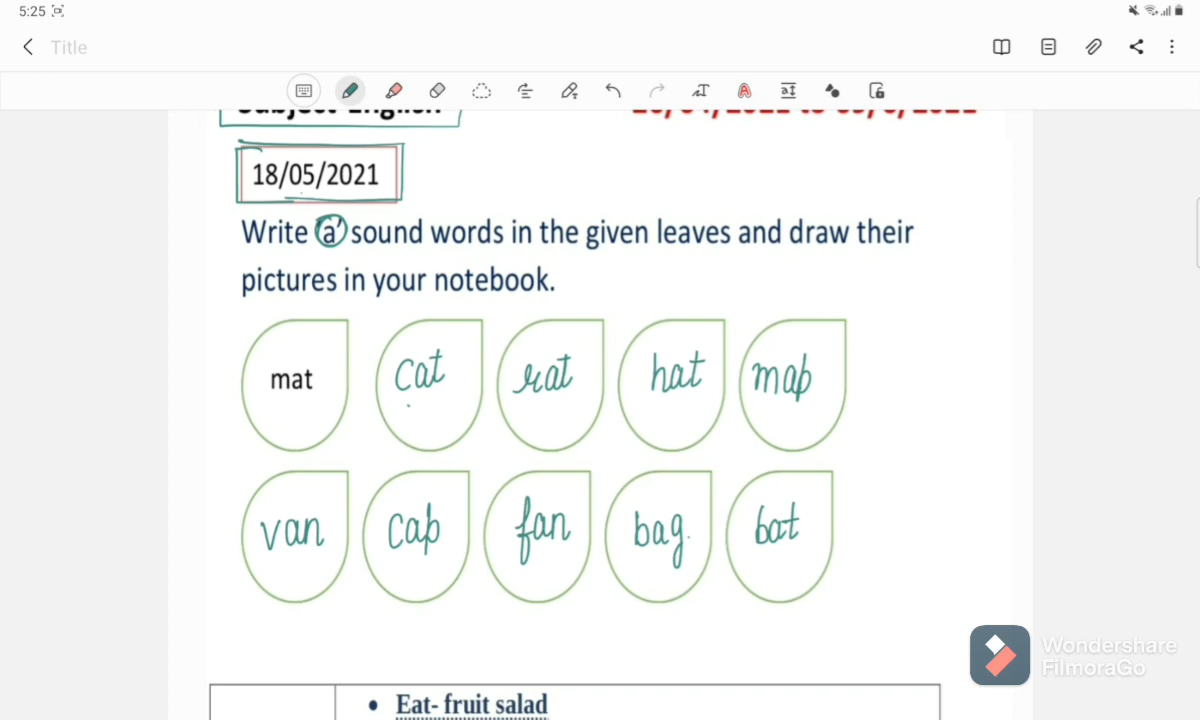 5:25
Title
18/05/2021
Write 'a' sound words in the given leaves and draw their
pictures in your notebook.
mat cat rat hat map
van cap fan bag. bat
Wondershare
FilmoraGo
• Eat- fruit salad